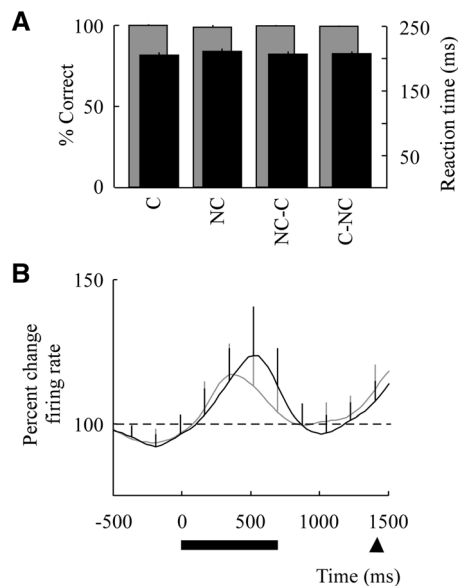 A
100
50
0
% Correct
250
150
50
Reaction time (ms)
C
NC
NC-C
C-NC
B
150
100
Percent change
firing rate
-500
0
500
1000
1500
Time (ms)